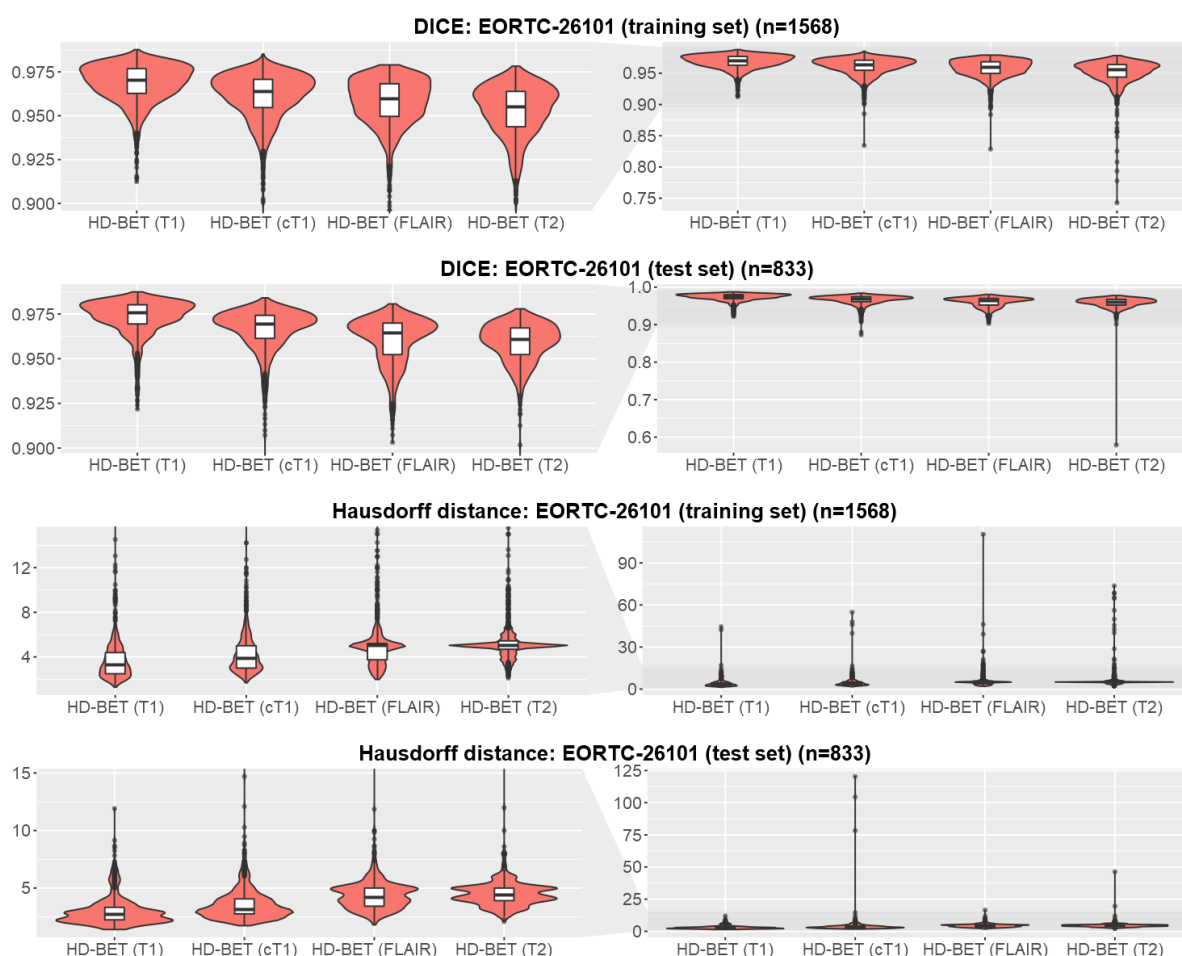 DICE: EORTC-26101 (training set) (n=1568)
0.975
0.950
0.925
0.900
HD-BET (T1) HD-BET (cT1) HD-BET (FLAIR) HD-BET (T2)
0.95
0.90
0.85
0.80
0.75
HD-BET (T1) HD-BET (cT1) HD-BET (FLAIR) HD-BET (T2)
DICE: EORTC-26101 (test set) (n=833)
0.975
0.950
0.925
0.900
HD-BET (T1) HD-BET (cT1) HD-BET (FLAIR) HD-BET (T2)
1.0
0.9
0.8
0.7
0.6
HD-BET (T1) HD-BET (cT1) HD-BET (FLAIR) HD-BET (T2)
Hausdorff distance: EORTC-26101 (training set) (n=1568)
12
8
4
HD-BET (T1) HD-BET (cT1) HD-BET (FLAIR) HD-BET (T2)
90
60
30
0
HD-BET (T1) HD-BET (cT1) HD-BET (FLAIR) HD-BET (T2)
Hausdorff distance: EORTC-26101 (test set) (n=833)
15
10
5
HD-BET (T1) HD-BET (cT1) HD-BET (FLAIR) HD-BET (T2)
125
100
75
50
25
0
HD-BET (T1) HD-BET (cT1) HD-BET (FLAIR) HD-BET (T2)